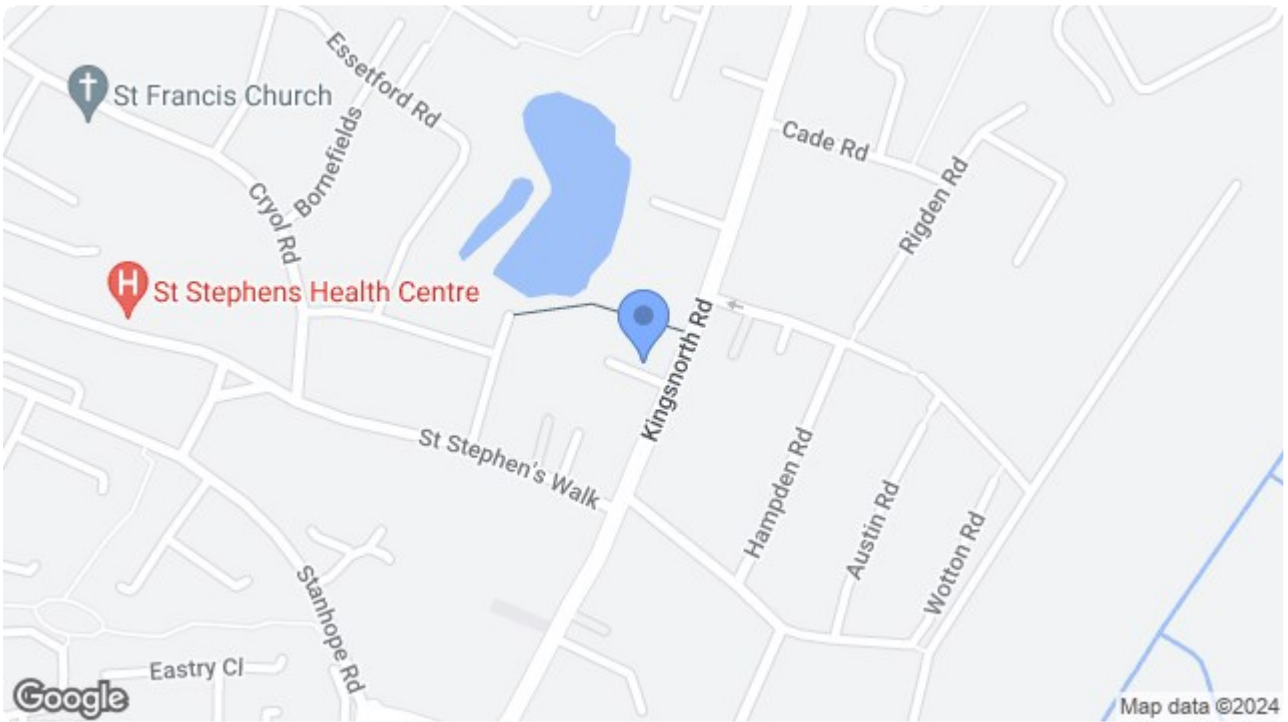 Essetford Rd
St Francis Church
Bornefields
Cade Rd
Rigden Rd
Cryol Rd
H
St Stephens Health Centre
Kingsnorth Rd
St Stephen's Walk
Hampden Rd
Austin Rd
Wotton Rd
Stanhope Rd
Eastry Cl
Google
Map data ©2024